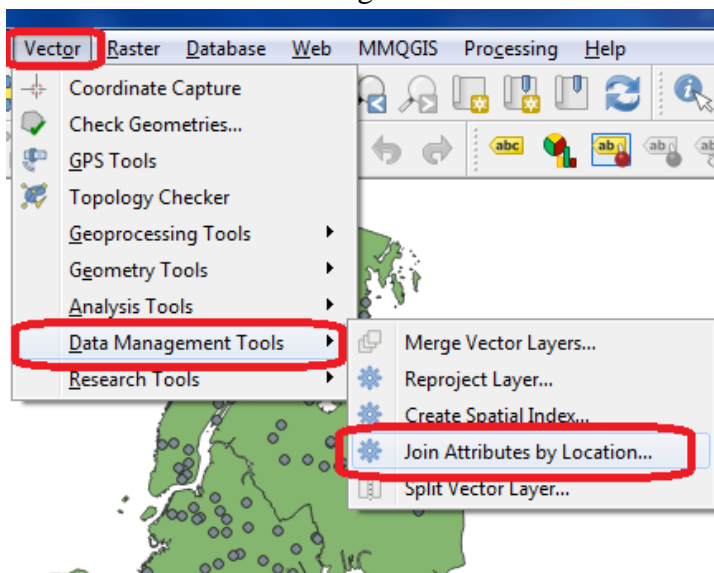 Vector Raster Database Web MMQGIS Processing Help
Coordinate Capture
Check Geometries...
GPS Tools
Topology Checker
Geoprocessing Tools
Geometry Tools
Analysis Tools
Data Management Tools
Research Tools
abc ab
Merge Vector Layers...
Reproject Layer...
Create Spatial Index...
Join Attributes by Location...
Split Vector Layer...